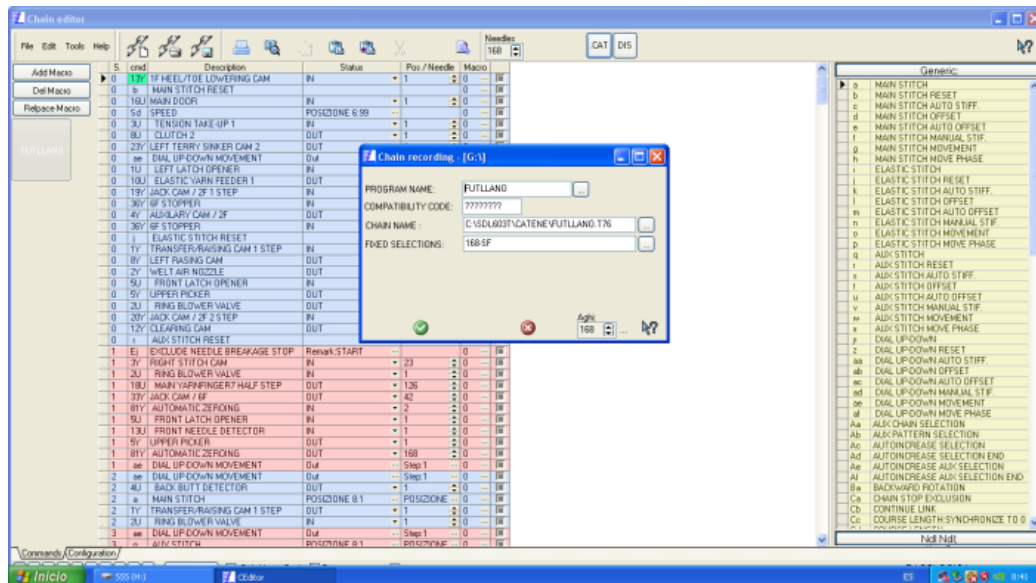 Chain editor
File Edit Tools Help
Needles
168
.CAT DIS
Add Macro
Del Macro
Relpace Macro
FUTLLANO
S. cmd Description Status Pos / Needle Macro
0 13Y 1F HEEL/TOE LOWERING CAM IN 1 0
0 b MAIN STITCH RESET 0
0 16U MAIN DOOR IN 1 0
0 5d SPEED POSIZIONE 6:99 0
0 3U TENSION TAKE-UP 1 IN 1 0
0 8U CLUTCH 2 OUT 1 0
0 23Y LEFT TERRY SINKER CAM 2 OUT
0 ae DIAL UP-DOWN MOVEMENT Out
0 1U LEFT LATCH OPENER IN
0 10U ELASTIC YARN FEEDER 1 OUT
0 19Y JACK CAM / 2F 1 STEP IN
0 36Y 6F STOPPER IN
0 4Y AUXILARY CAM / 2F OUT
0 36Y 6F STOPPER IN
0 j ELASTIC STITCH RESET
0 1Y TRANSFER/RAISING CAM 1 STEP IN
0 8Y LEFT RASING CAM OUT
0 2Y WELT AIR NOZZLE OUT
0 5U FRONT LATCH OPENER IN
0 5Y UPPER PICKER OUT
0 2U RING BLOWER VALVE OUT
0 20Y JACK CAM / 2F 2 STEP IN
0 12Y CLEARING CAM OUT
0 r AUX STITCH RESET
1 Ej EXCLUDE NEEDLE BREAKAGE STOP Remark:START 0
1 3Y RIGHT STITCH CAM IN 23 0
1 2U RING BLOWER VALVE IN 1 0
1 18U MAIN YARNFINGER7 HALF STEP OUT 126 0
1 33Y JACK CAM / 6F OUT 42 0
1 81Y AUTOMATIC ZEROING IN 2 0
1 5U FRONT LATCH OPENER IN 1 0
1 13U FRONT NEEDLE DETECTOR IN 1 0
1 5Y UPPER PICKER OUT 1 0
1 81Y AUTOMATIC ZEROING OUT 168 0
1 ae DIAL UP-DOWN MOVEMENT Out Step:1 0
2 ae DIAL UP-DOWN MOVEMENT Out Step:1 0
2 4U BACK BUTT DETECTOR OUT 1 0
2 a MAIN STITCH POSIZIONE 8.1 POSIZIONE 0
2 1Y TRANSFER/RAISING CAM 1 STEP OUT 1 0
2 2U RING BLOWER VALVE IN 1 0
3 ae DIAL UP-DOWN MOVEMENT Out Step:1 0
3 q AUX STITCH POSIZIONE 8.1 POSIZIONE 0
Chain recording - [G:\]
PROGRAM NAME: FUTLLANO ...
COMPATIBILITY CODE: ????????
CHAIN NAME : C:\SDL603T\CATENE\FUTLLANO.T76 ...
FIXED SELECTIONS: 168-SF ...
Aghi:
168 ...
Generic:
a MAIN STITCH
b MAIN STITCH RESET
c MAIN STITCH AUTO STIFF.
d MAIN STITCH OFFSET
e MAIN STITCH AUTO OFFSET
f MAIN STITCH MANUAL STIF.
g MAIN STITCH MOVEMENT
h MAIN STITCH MOVE PHASE
i ELASTIC STITCH
j ELASTIC STITCH RESET
k ELASTIC STITCH AUTO STIFF.
l ELASTIC STITCH OFFSET
m ELASTIC STITCH AUTO OFFSET
n ELASTIC STITCH MANUAL STIF.
o ELASTIC STITCH MOVEMENT
p ELASTIC STITCH MOVE PHASE
q AUX STITCH
r AUX STITCH RESET
s AUX STITCH AUTO STIFF.
t AUX STITCH OFFSET
u AUX STITCH AUTO OFFSET
v AUX STITCH MANUAL STIF.
w AUX STITCH MOVEMENT
x AUX STITCH MOVE PHASE
y DIAL UP-DOWN
z DIAL UP-DOWN RESET
aa DIAL UP-DOWN AUTO STIFF.
ab DIAL UP-DOWN OFFSET
ac DIAL UP-DOWN AUTO OFFSET
ad DIAL UP-DOWN MANUAL STIF.
ae DIAL UP-DOWN MOVEMENT
af DIAL UP-DOWN MOVE PHASE
Aa AUX CHAIN SELECTION
Ab AUX PATTERN SELECTION
Ac AUTOINCREASE SELECTION
Ad AUTOINCREASE SELECTION END
Ae AUTOINCREASE AUX SELECTION
Af AUTOINCREASE AUX SELECTION END
Ba BACKWARD ROTATION
Ca CHAIN STOP EXCLUSION
Cb CONTINUE LINK
Cc COURSE LENGTH:SYNCHRONIZE TO 0
Ndl Ndl:
Commands Configuration
Inicio
555 (H:)
CEditor
ES
0:41